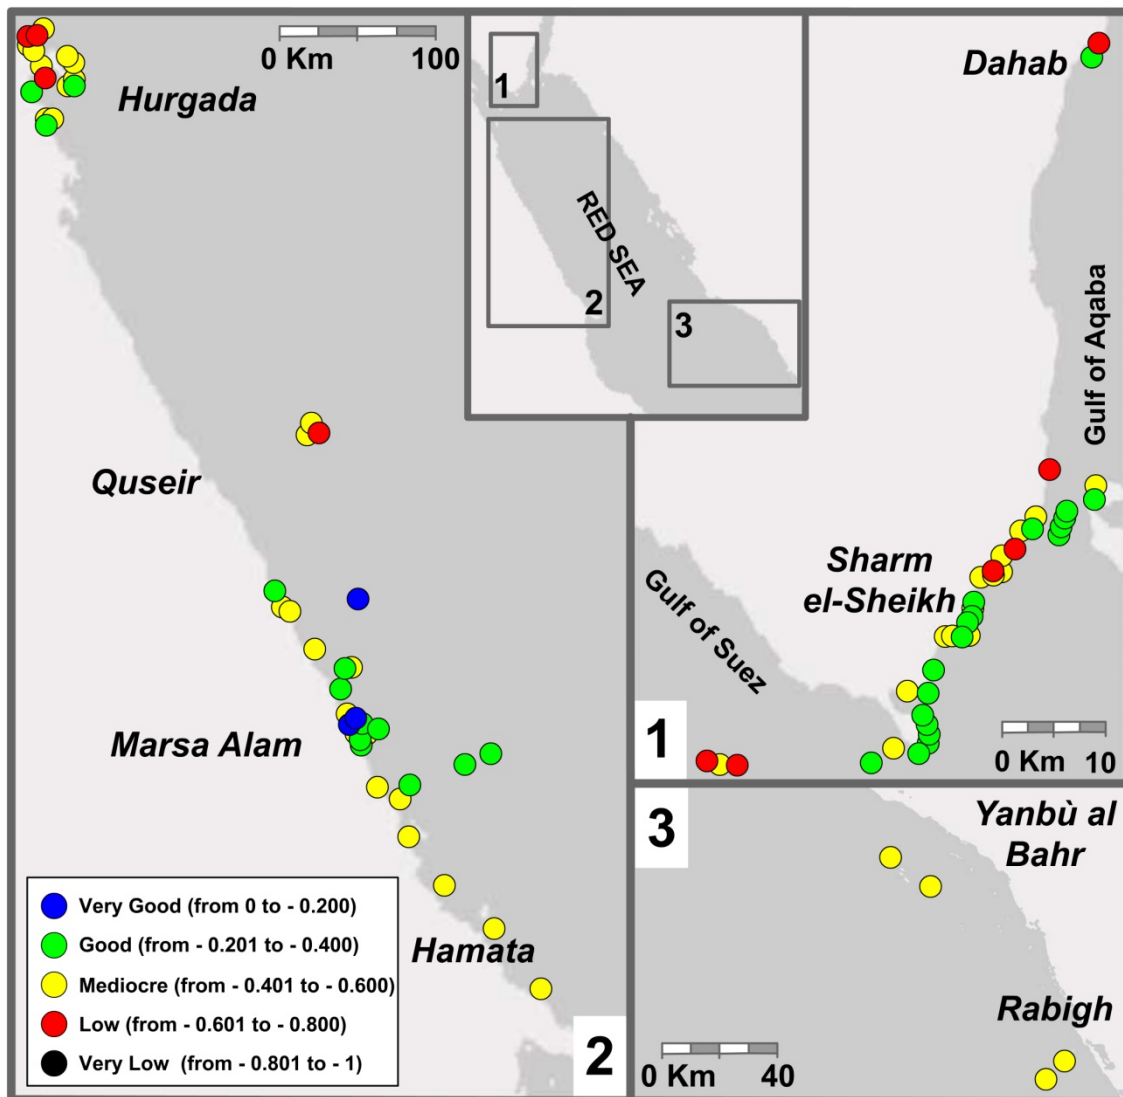 0 Km 100
Hurgada
Quseir
Marsa Alam
Hamata
Very Good (from 0 to - 0.200)
Good (from - 0.201 to - 0.400)
Mediocre (from - 0.401 to - 0.600)
Low (from - 0.601 to - 0.800)
Very Low (from - 0.801 to - 1)
2
1
RED SEA
2
3
Dahab
Gulf of Aqaba
Sharm
el-Sheikh
Gulf of Suez
1
0 Km 10
3
Yanbù al
Bahr
Rabigh
0 Km 40